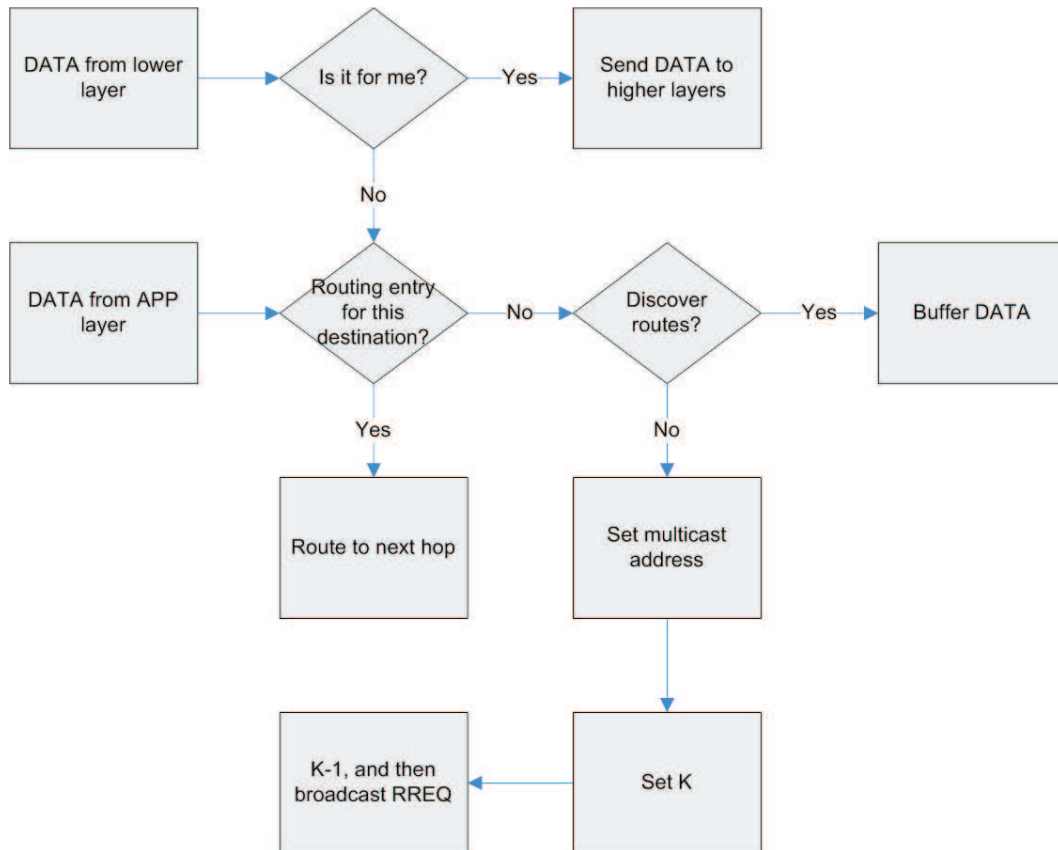 DATA from lower
layer
Is it for me?
Yes
Send DATA to
higher layers
No
DATA from APP
layer
Routing entry
for this
destination?
No
Discover
routes?
Yes
Buffer DATA
Yes
No
Route to next hop
Set multicast
address
K-1, and then
broadcast RREQ
Set K